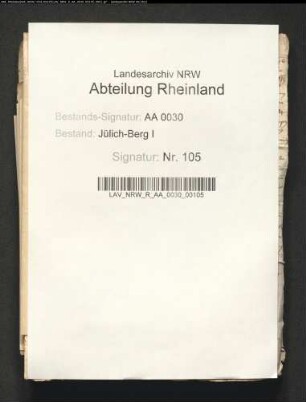 Landesarchiv NRW
Abteilung Rheinland
Bestands-Signatur: AA 0030
Bestand: Jülich-Berg I
Signatur: Nr. 105
LAV_NRW_R_AA_0030_00105